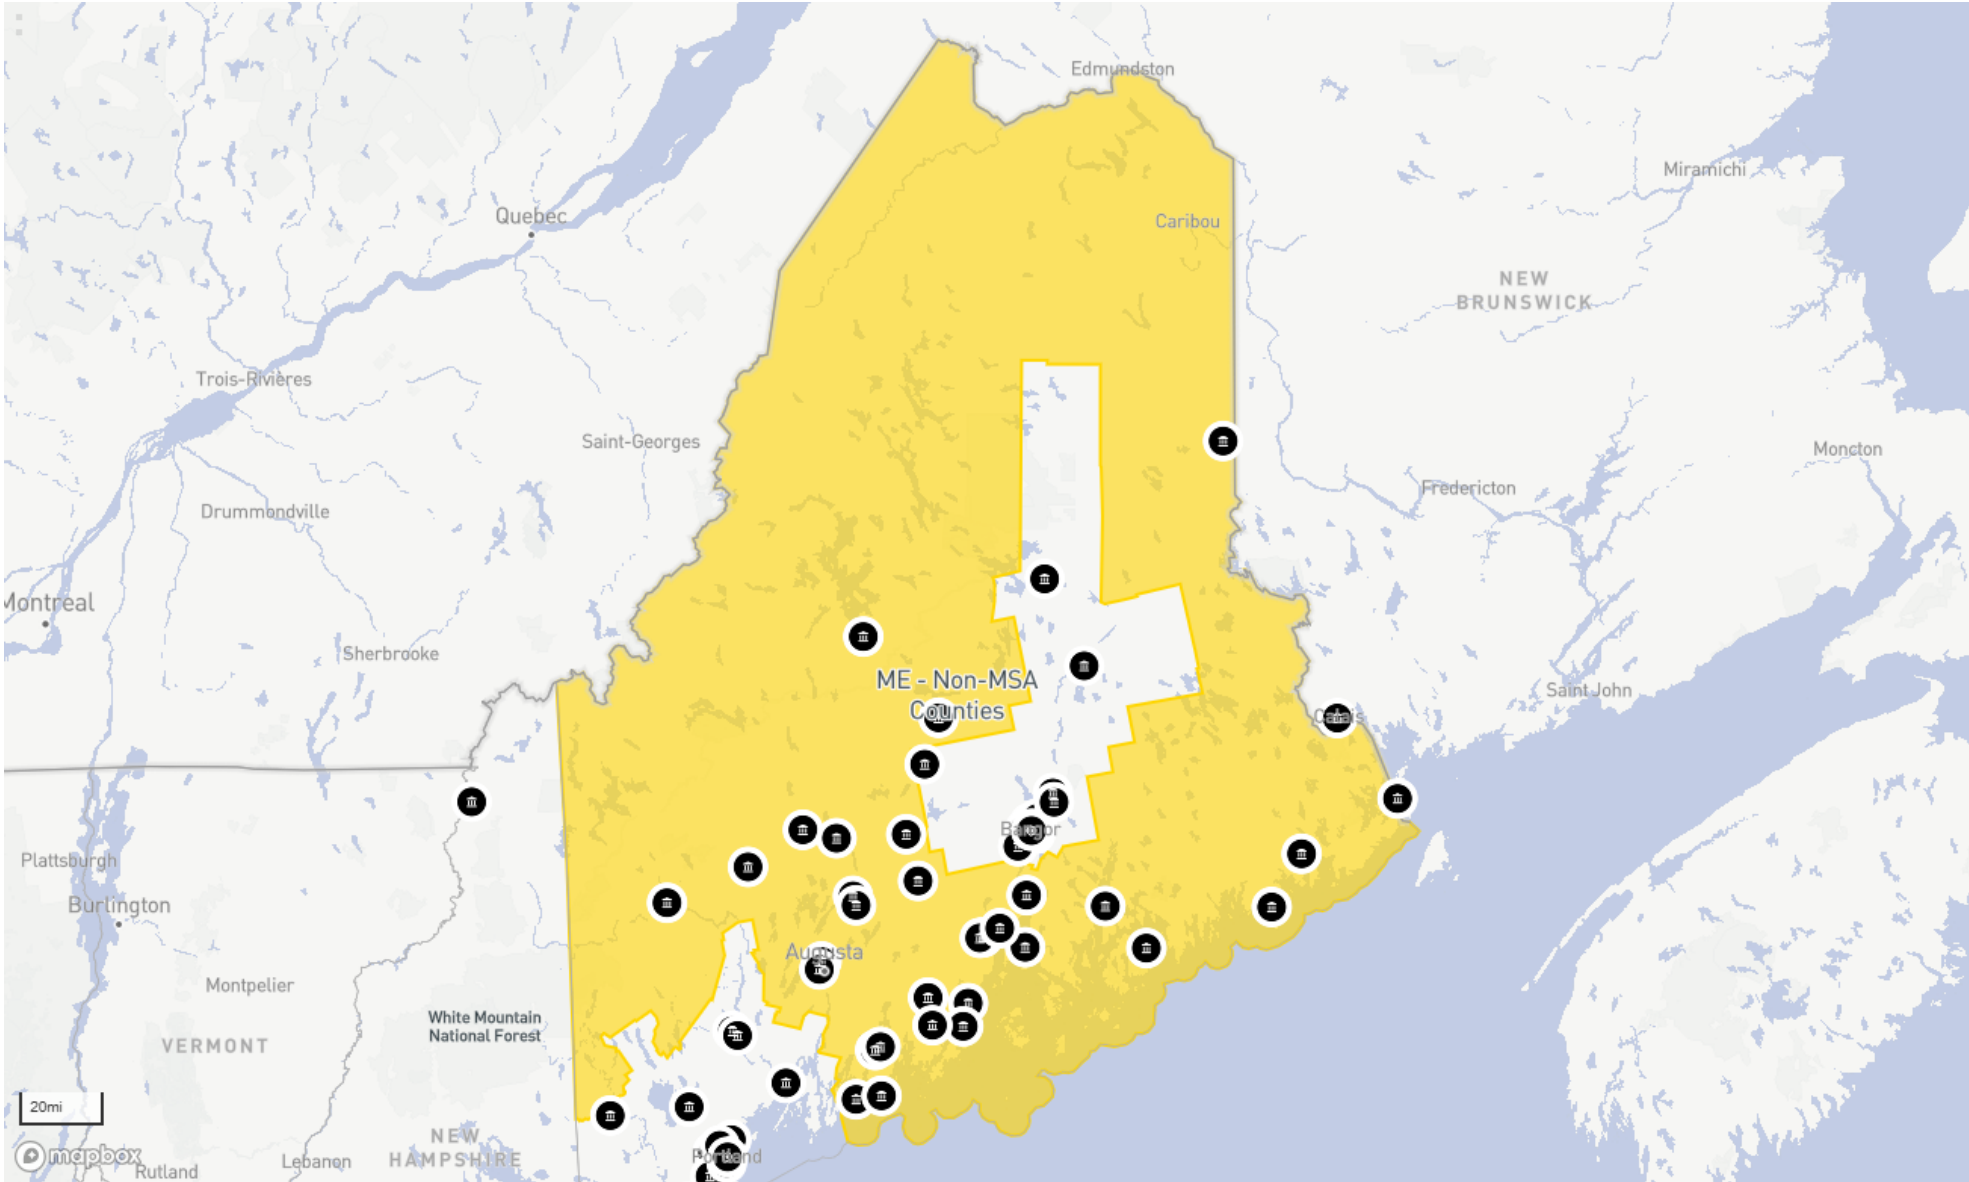 Edmundston
Miramichi
Quebec
Caribou
NEW
BRUNSWICK
Trois-Rivières
Saint-Georges
Moncton
Fredericton
Drummondville
Montreal
Sherbrooke
ME - Non-MSA
Counties
Saint John
Calais
Bangor
Plattsburgh
Burlington
Augusta
Montpelier
White Mountain
National Forest
VERMONT
20mi
NEW
HAMPSHIRE
Portland
mapbox
Lebanon
Rutland